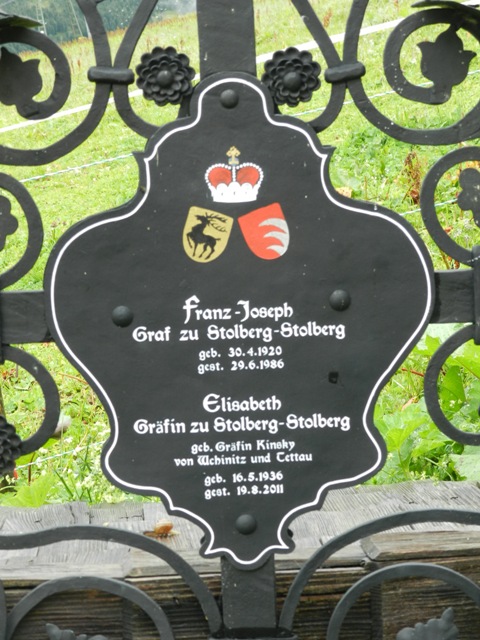 Franz-Joseph
Graf zu Stolberg-Stolberg
geb. 30.4.1920
gest. 29.6.1986
Elisabeth
Gräfin zu Stolberg-Stolberg
geb. Gräfin Kinsky
von Wchinitz und Tettau
geb. 16.5.1936
gest. 19.8.2011